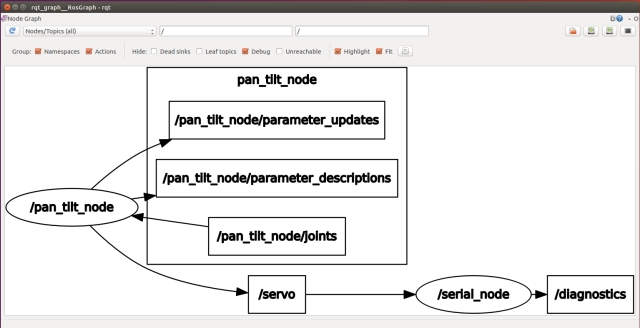 rqt_graph__RosGraph - rqt
Node Graph
Nodes/Topics (all)
/
/
Group: Namespaces Actions Hide: Dead sinks Leaf topics Debug Unreachable Highlight Fit
pan_tilt_node
/pan_tilt_node/parameter_updates
/pan_tilt_node/parameter_descriptions
/pan_tilt_node
/pan_tilt_node/joints
/servo
/serial_node
/diagnostics